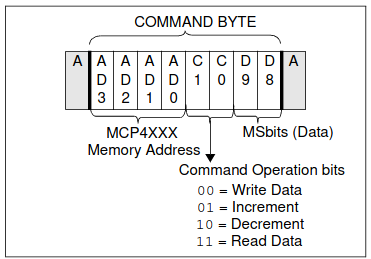 COMMAND BYTE
A A A A A C C D D A
D D D D 1 0 9 8
3 2 1 0
MCP4XXX
Memory Address
MSbits (Data)
Command Operation bits
00 = Write Data
01 = Increment
10 = Decrement
11 = Read Data